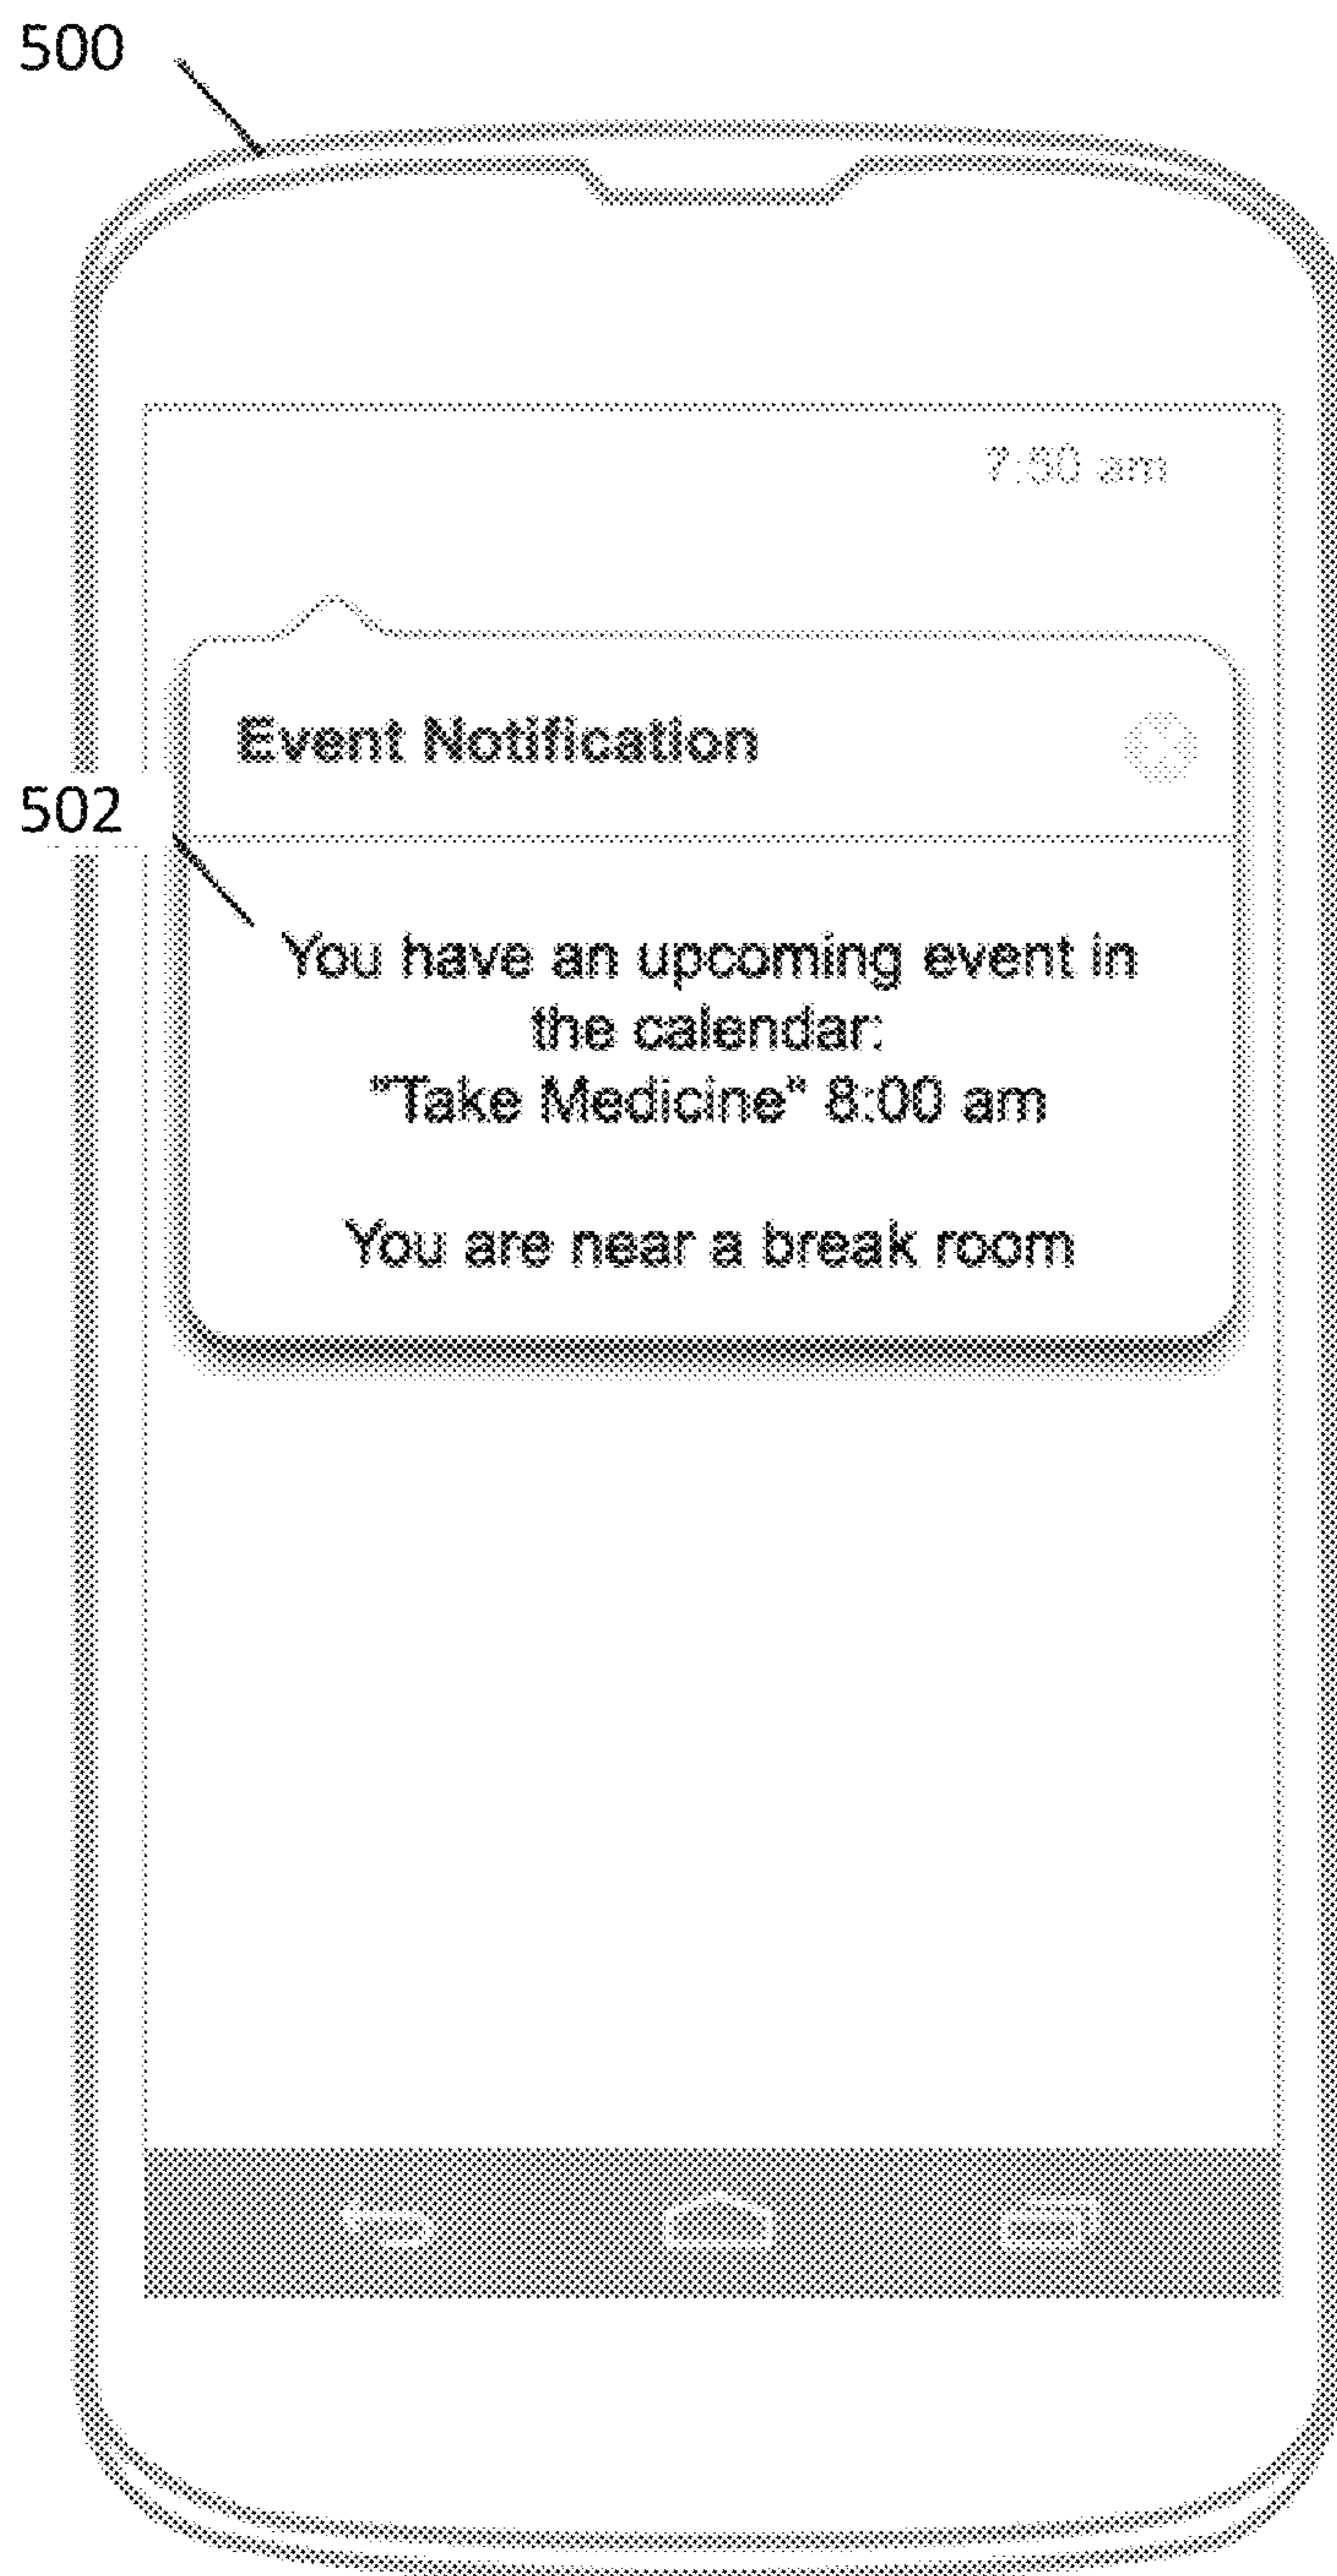 500
7:50 am
Event Notification
502
You have an upcoming event in
the calendar:
"Take Medicine" 8:00 am
You are near a break room